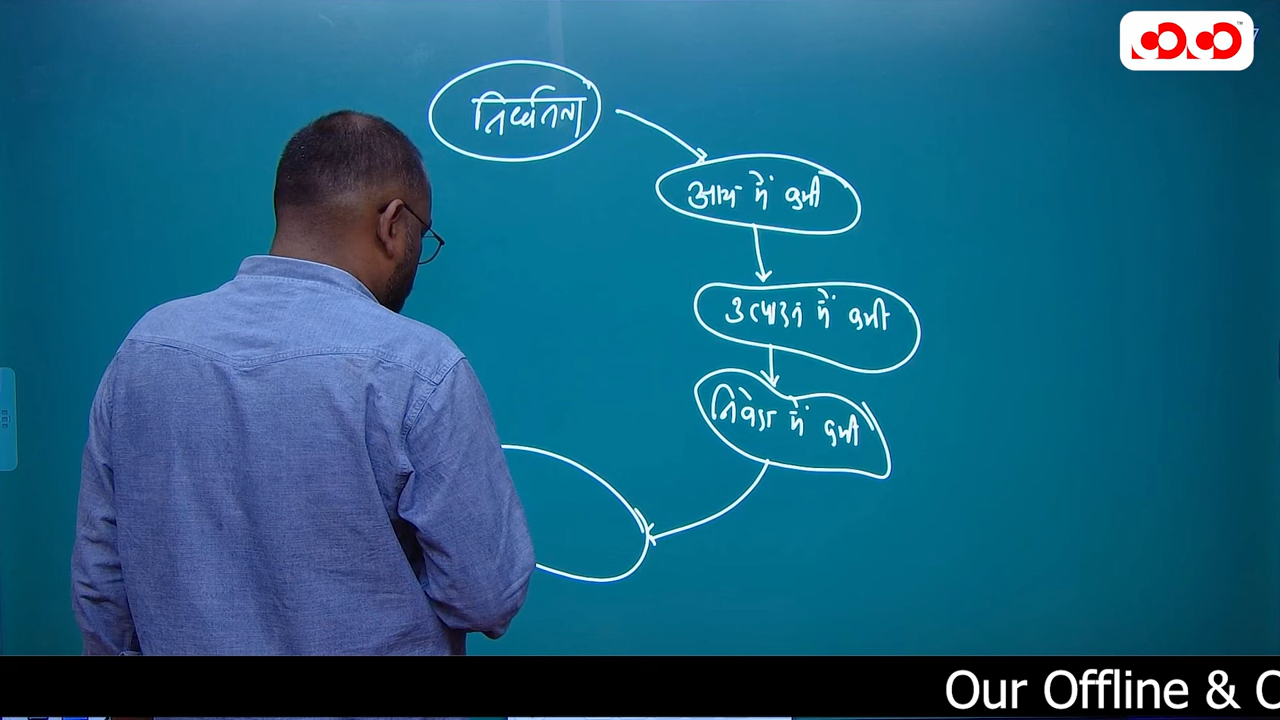 निर्धनता
आय में कमी
उत्पादन में कमी
निवेश में कमी
Our Offline & C